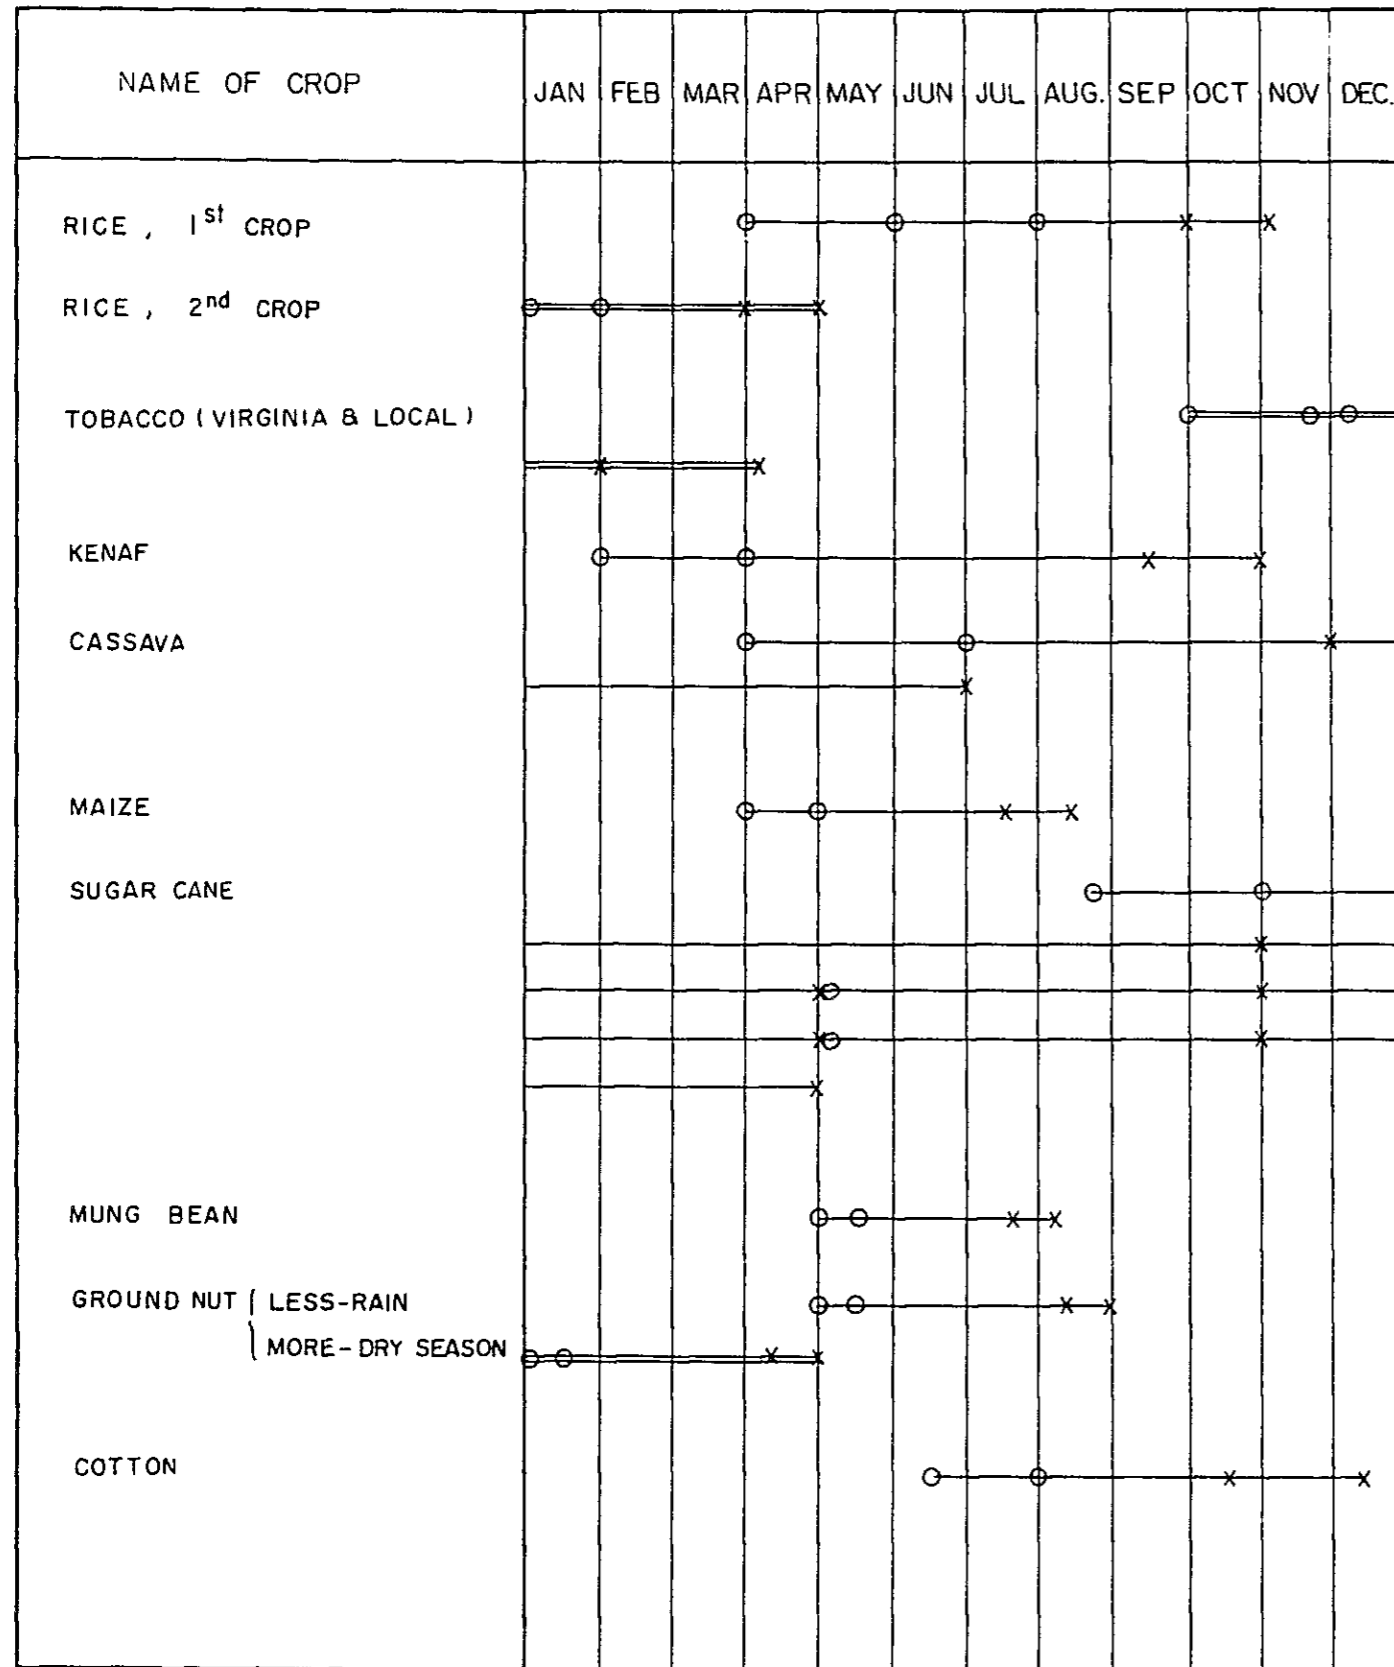 NAME OF CROP
JAN FEB MAR APR MAY JUN JUL AUG. SEP OCT NOV DEC.
RICE , 1st CROP
RICE , 2nd CROP
TOBACCO ( VIRGINIA & LOCAL )
KENAF
CASSAVA
MAIZE
SUGAR CANE
MUNG BEAN
GROUND NUT { LESS-RAIN
MORE-DRY SEASON
COTTON